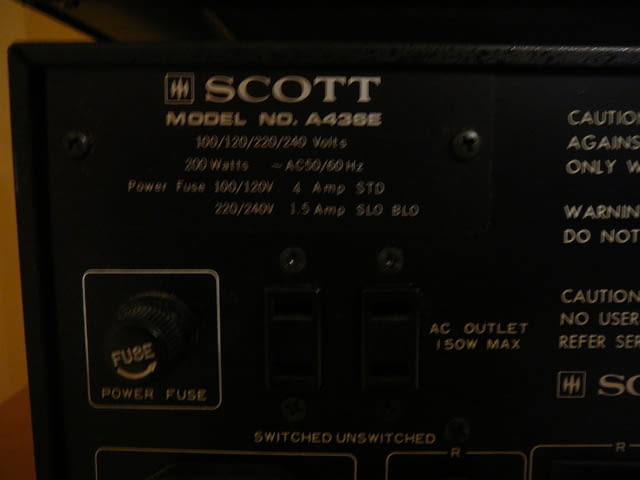 SCOTT
MODEL NO. A436E
100/120/220/240 Volts
200 Watts ~AC50/60 Hz
Power Fuse 100/120V 4 Amp STD
220/240V 1.5 Amp SLO BLO
FUSE
POWER FUSE
AC OUTLET
150W MAX
SWITCHED UNSWITCHED
R
R
CAUTION
AGAINS
ONLY W
WARNIN
DO NOT
CAUTION
NO USER
REFER SER
SC